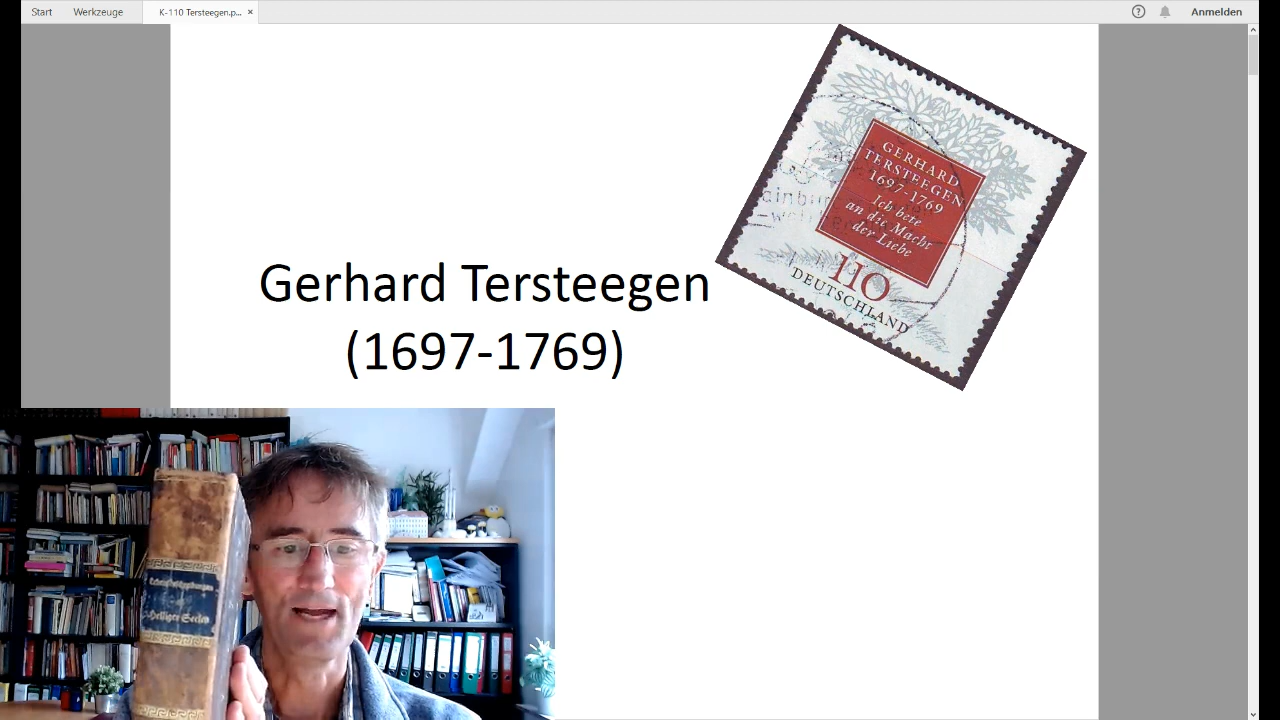 Start Werkzeuge K-110 Tersteegen.p... × Anmelden
GERHARD
TERSTEEGEN
1697-1769
Ich bete
an die Macht
der Liebe
110
DEUTSCHLAND
Gerhard Tersteegen
(1697-1769)
Heiliger Seelen